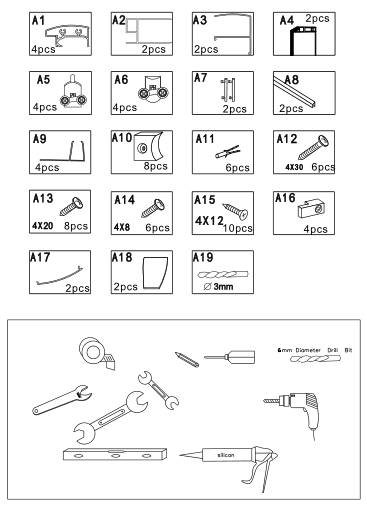 A1
4pcs
A2
2pcs
A3
2pcs
A4 2pcs
A5
4pcs
A6
4pcs
A7
2pcs
A8
2pcs
A9
4pcs
A10
8pcs
A11
6pcs
A12
4X30 6pcs
A13
4X20 8pcs
A14
4X8 6pcs
A15
4X12 10pcs
A16
4pcs
A17
2pcs
A18
2pcs
A19
Ø 3mm
6mm Diameter Drill Bit
silicon